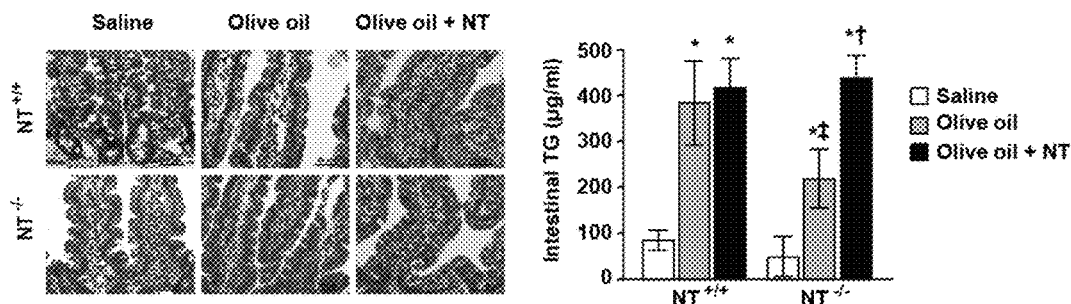 Saline Olive oil Olive oil + NT
NT+/+
NT-/-
Intestinal TG (µg/ml)
500
400
300
200
100
0
*
*
*‡
*†
NT+/+ NT-/-
Saline
Olive oil
Olive oil + NT